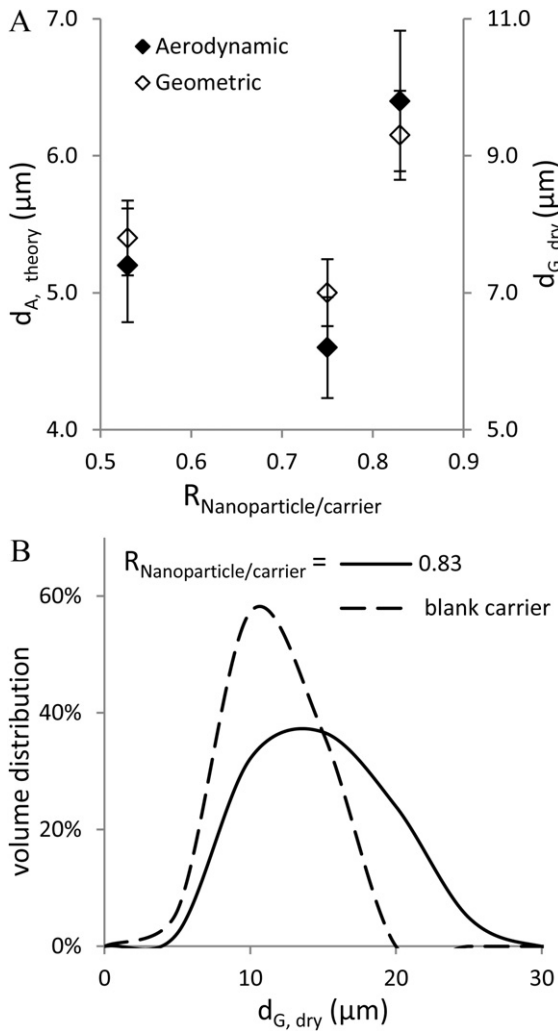 A
Aerodynamic
Geometric
7.0
6.0
5.0
4.0
d_A, theory (µm)
11.0
9.0
7.0
5.0
d_G, dry (µm)
0.5
0.6
0.7
0.8
0.9
R_Nanoparticle/carrier
B
R_Nanoparticle/carrier = 0.83
blank carrier
60%
40%
20%
0%
volume distribution
0
10
20
30
d_G, dry (µm)